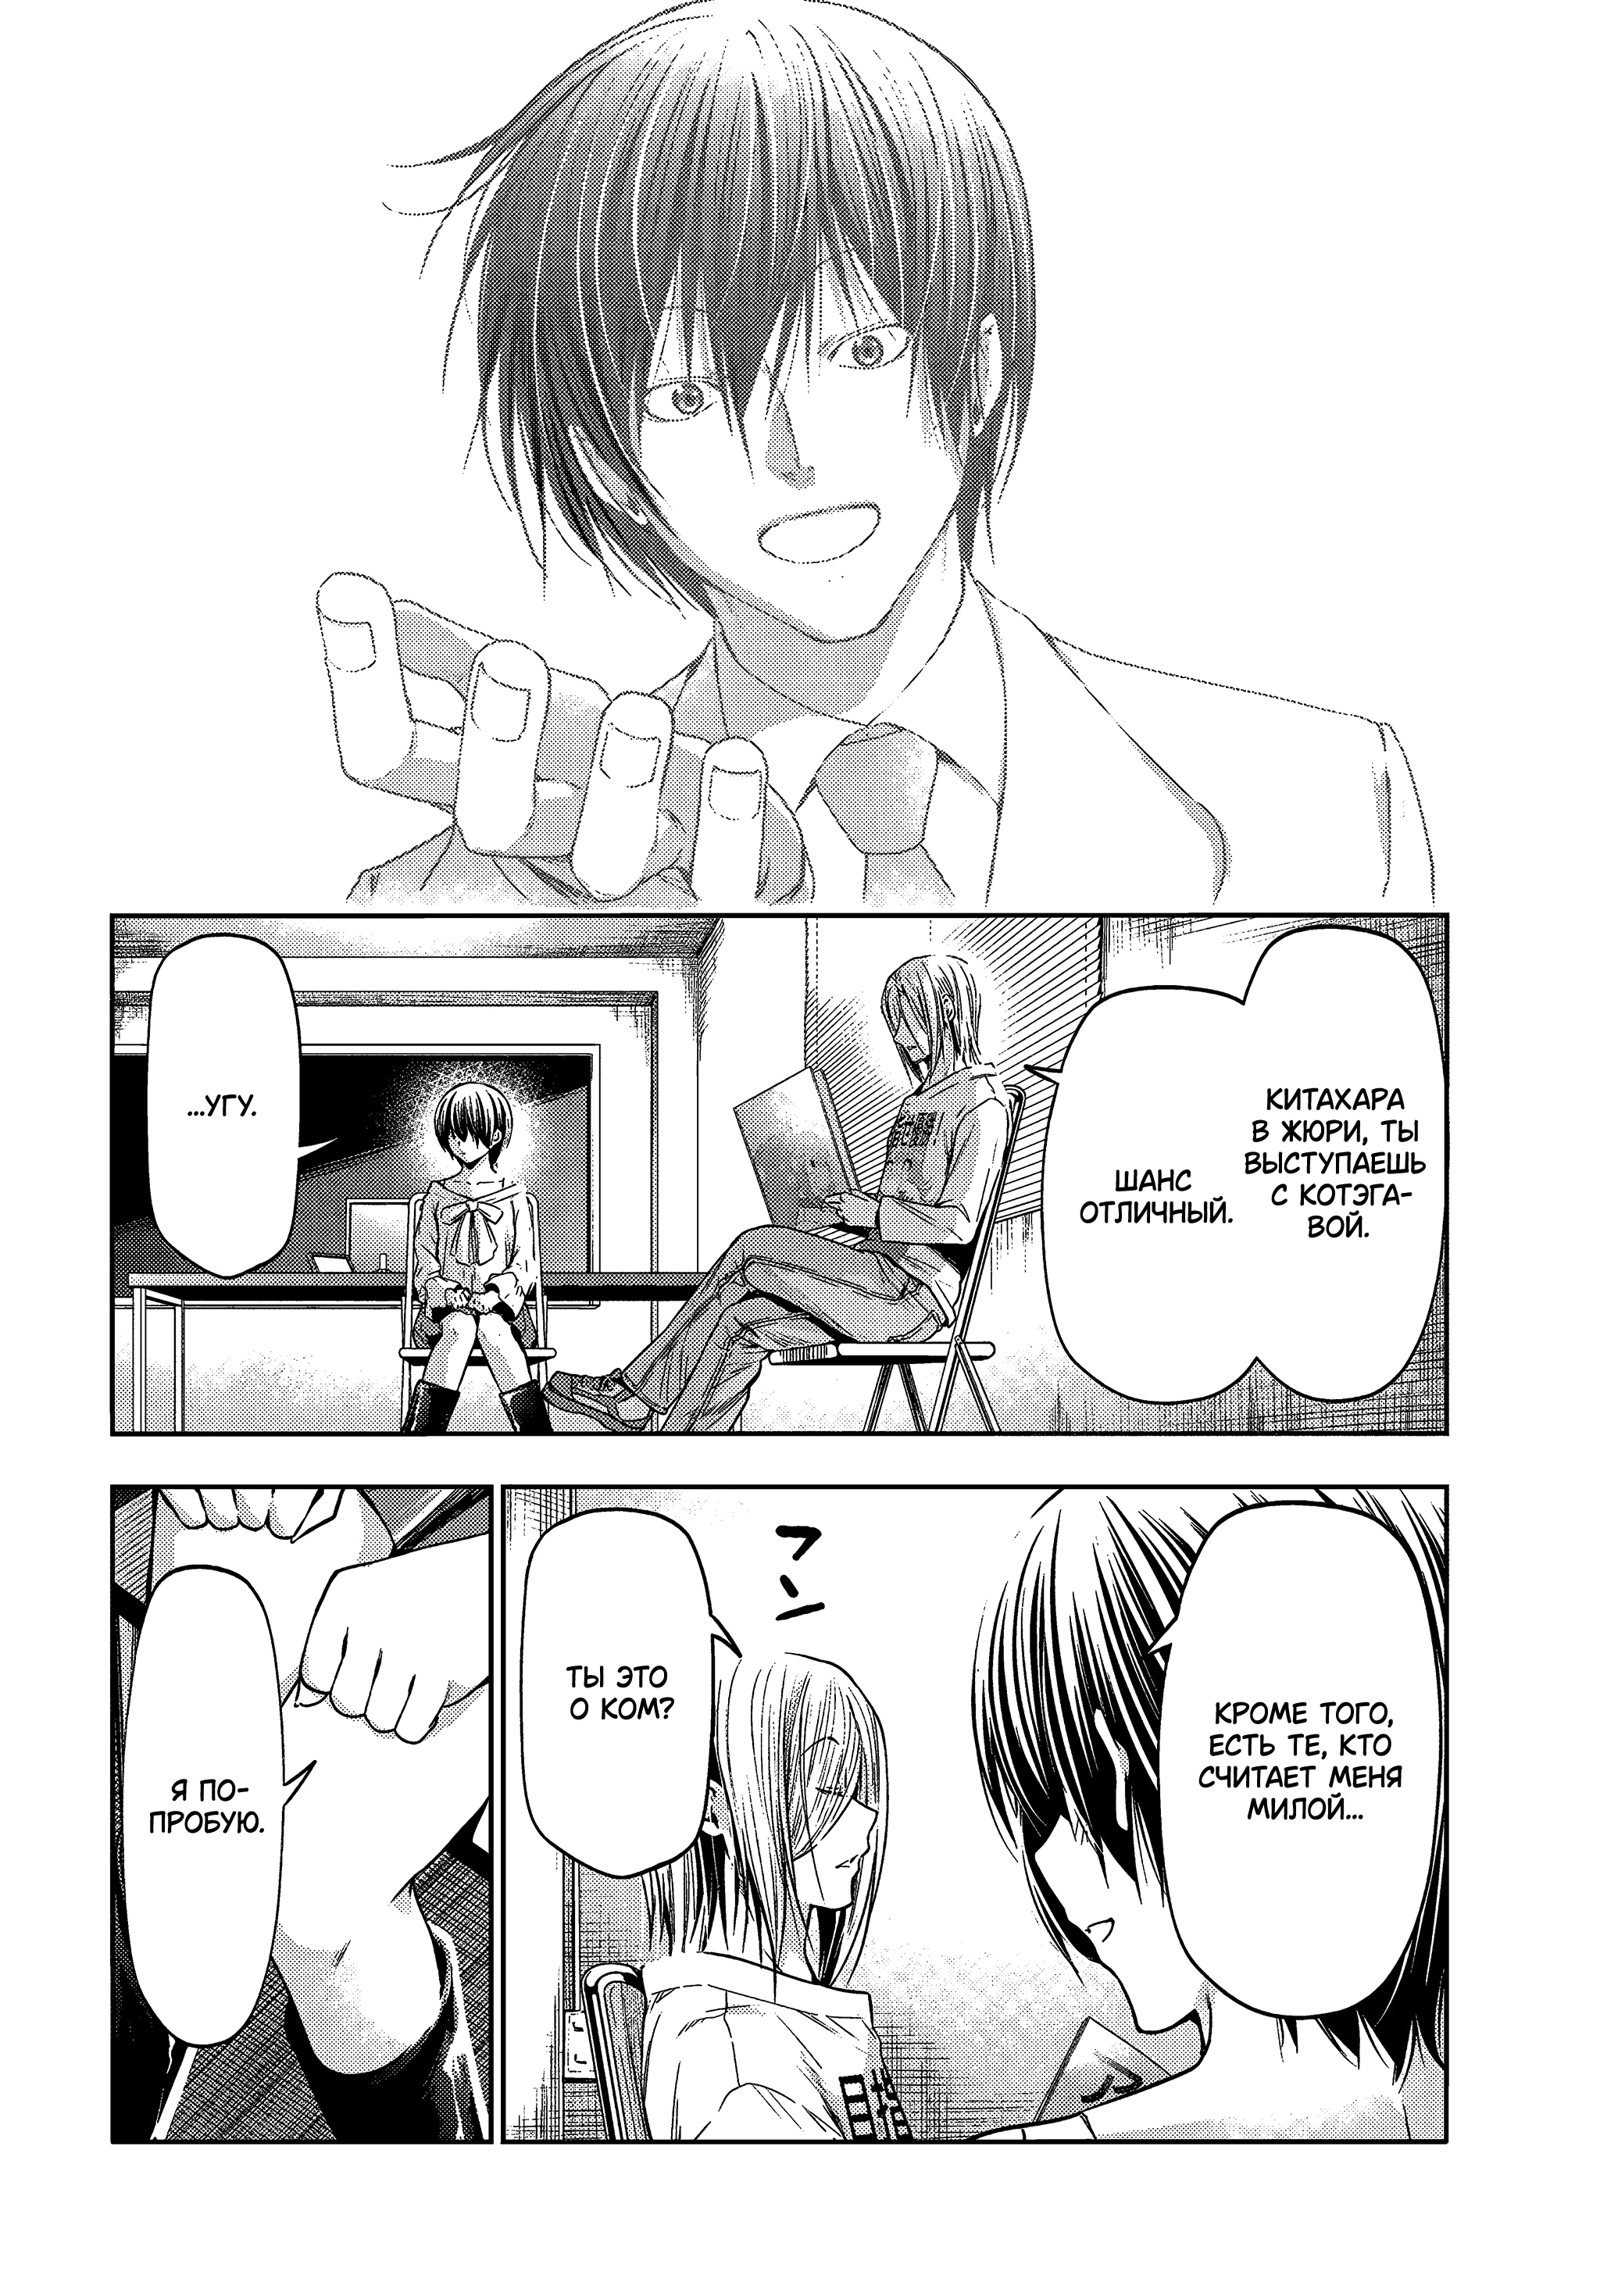 КИТАХАРА
В ЖЮРИ, ТЫ
ВЫСТУПАЕШЬ
С КОТЭГА-
ВОЙ.
ШАНС
ОТЛИЧНЫЙ.
...УГУ.
КРОМЕ ТОГО,
ЕСТЬ ТЕ, КТО
СЧИТАЕТ МЕНЯ
МИЛОЙ...
ТЫ ЭТО
О КОМ?
Я ПО-
ПРОБУЮ.